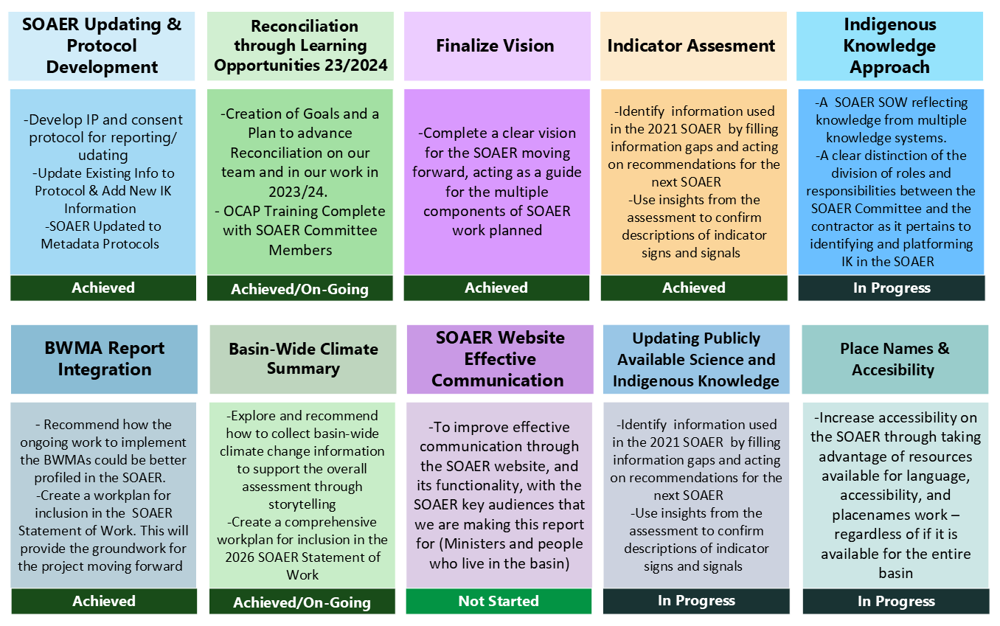 SOAER Updating &
Protocol
Development
-Develop IP and consent
protocol for reporting/
udating
-Update Existing Info to
Protocol & Add New IK
Information
-SOAER Updated to
Metadata Protocols
Achieved
Reconciliation
through Learning
Opportunities 23/2024
-Creation of Goals and a
Plan to advance
Reconciliation on our
team and in our work in
2023/24.
- OCAP Training Complete
with SOAER Committee
Members
Achieved/On-Going
Finalize Vision
-Complete a clear vision
for the SOAER moving
forward, acting as a guide
for the multiple
components of SOAER
work planned
Achieved
Indicator Assesment
-Identify information used
in the 2021 SOAER by filling
information gaps and acting
on recommendations for the
next SOAER
-Use insights from the
assessment to confirm
descriptions of indicator
signs and signals
Achieved
Indigenous
Knowledge
Approach
-A SOAER SOW reflecting
knowledge from multiple
knowledge systems.
-A clear distinction of the
division of roles and
responsibilities between the
SOAER Committee and the
contractor as it pertains to
identifying and platforming
IK in the SOAER
In Progress
BWMA Report
Integration
- Recommend how the
ongoing work to implement
the BWMAs could be better
profiled in the SOAER.
-Create a workplan for
inclusion in the SOAER
Statement of Work. This will
provide the groundwork for
the project moving forward
Achieved
Basin-Wide Climate
Summary
-Explore and recommend
how to collect basin-wide
climate change information
to support the overall
assessment through
storytelling
-Create a comprehensive
workplan for inclusion in the
2026 SOAER Statement of
Work
Achieved/On-Going
SOAER Website
Effective
Communication
-To improve effective
communication through
the SOAER website, and
its functionality, with the
SOAER key audiences that
we are making this report
for (Ministers and people
who live in the basin)
Not Started
Updating Publicly
Available Science and
Indigenous Knowledge
-Identify information used
in the 2021 SOAER by filling
information gaps and acting
on recommendations for the
next SOAER
-Use insights from the
assessment to confirm
descriptions of indicator
signs and signals
In Progress
Place Names &
Accesibility
-Increase accessibility on
the SOAER through taking
advantage of resources
available for language,
accessibility, and
placenames work –
regardless of if it is
available for the entire
basin
In Progress